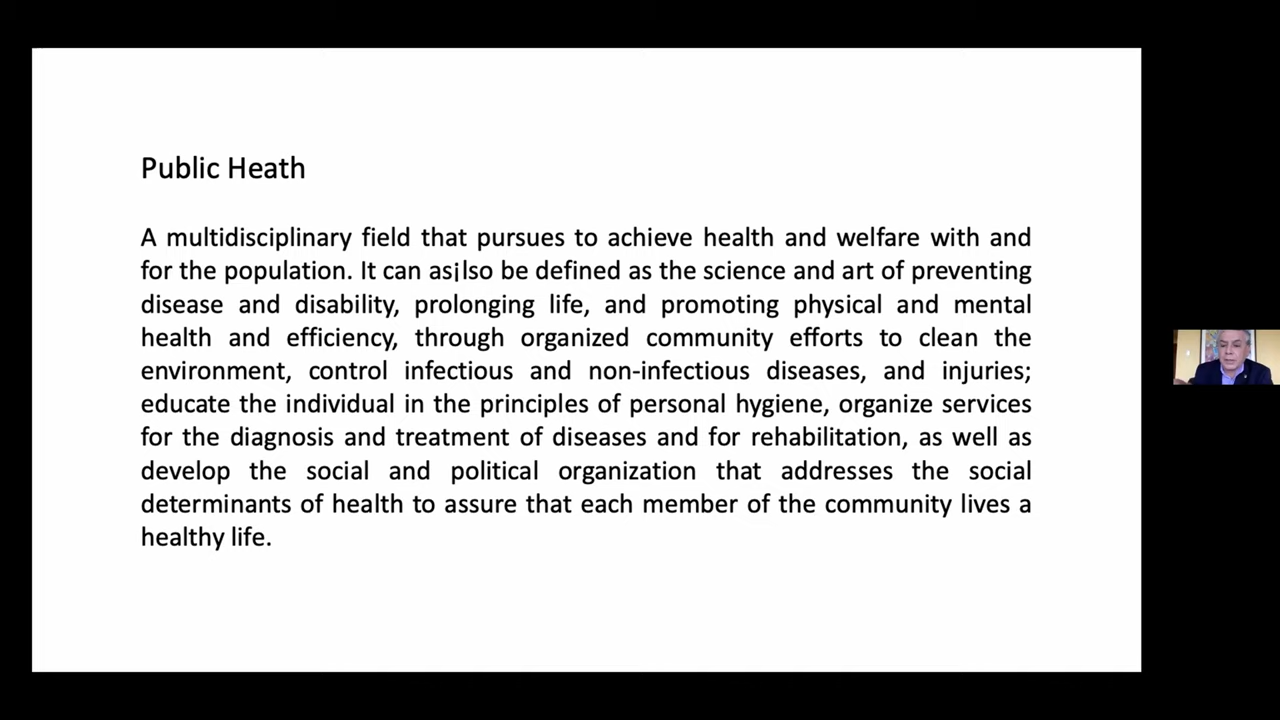 Public Heath
A multidisciplinary field that pursues to achieve health and welfare with and
for the population. It can as¡lso be defined as the science and art of preventing
disease and disability, prolonging life, and promoting physical and mental
health and efficiency, through organized community efforts to clean the
environment, control infectious and non-infectious diseases, and injuries;
educate the individual in the principles of personal hygiene, organize services
for the diagnosis and treatment of diseases and for rehabilitation, as well as
develop the social and political organization that addresses the social
determinants of health to assure that each member of the community lives a
healthy life.